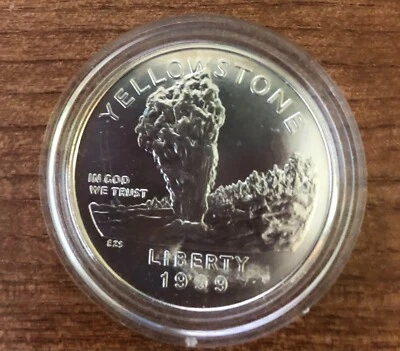 YELLOWSTONE
IN GOD
WE TRUST
LIBERTY
1999